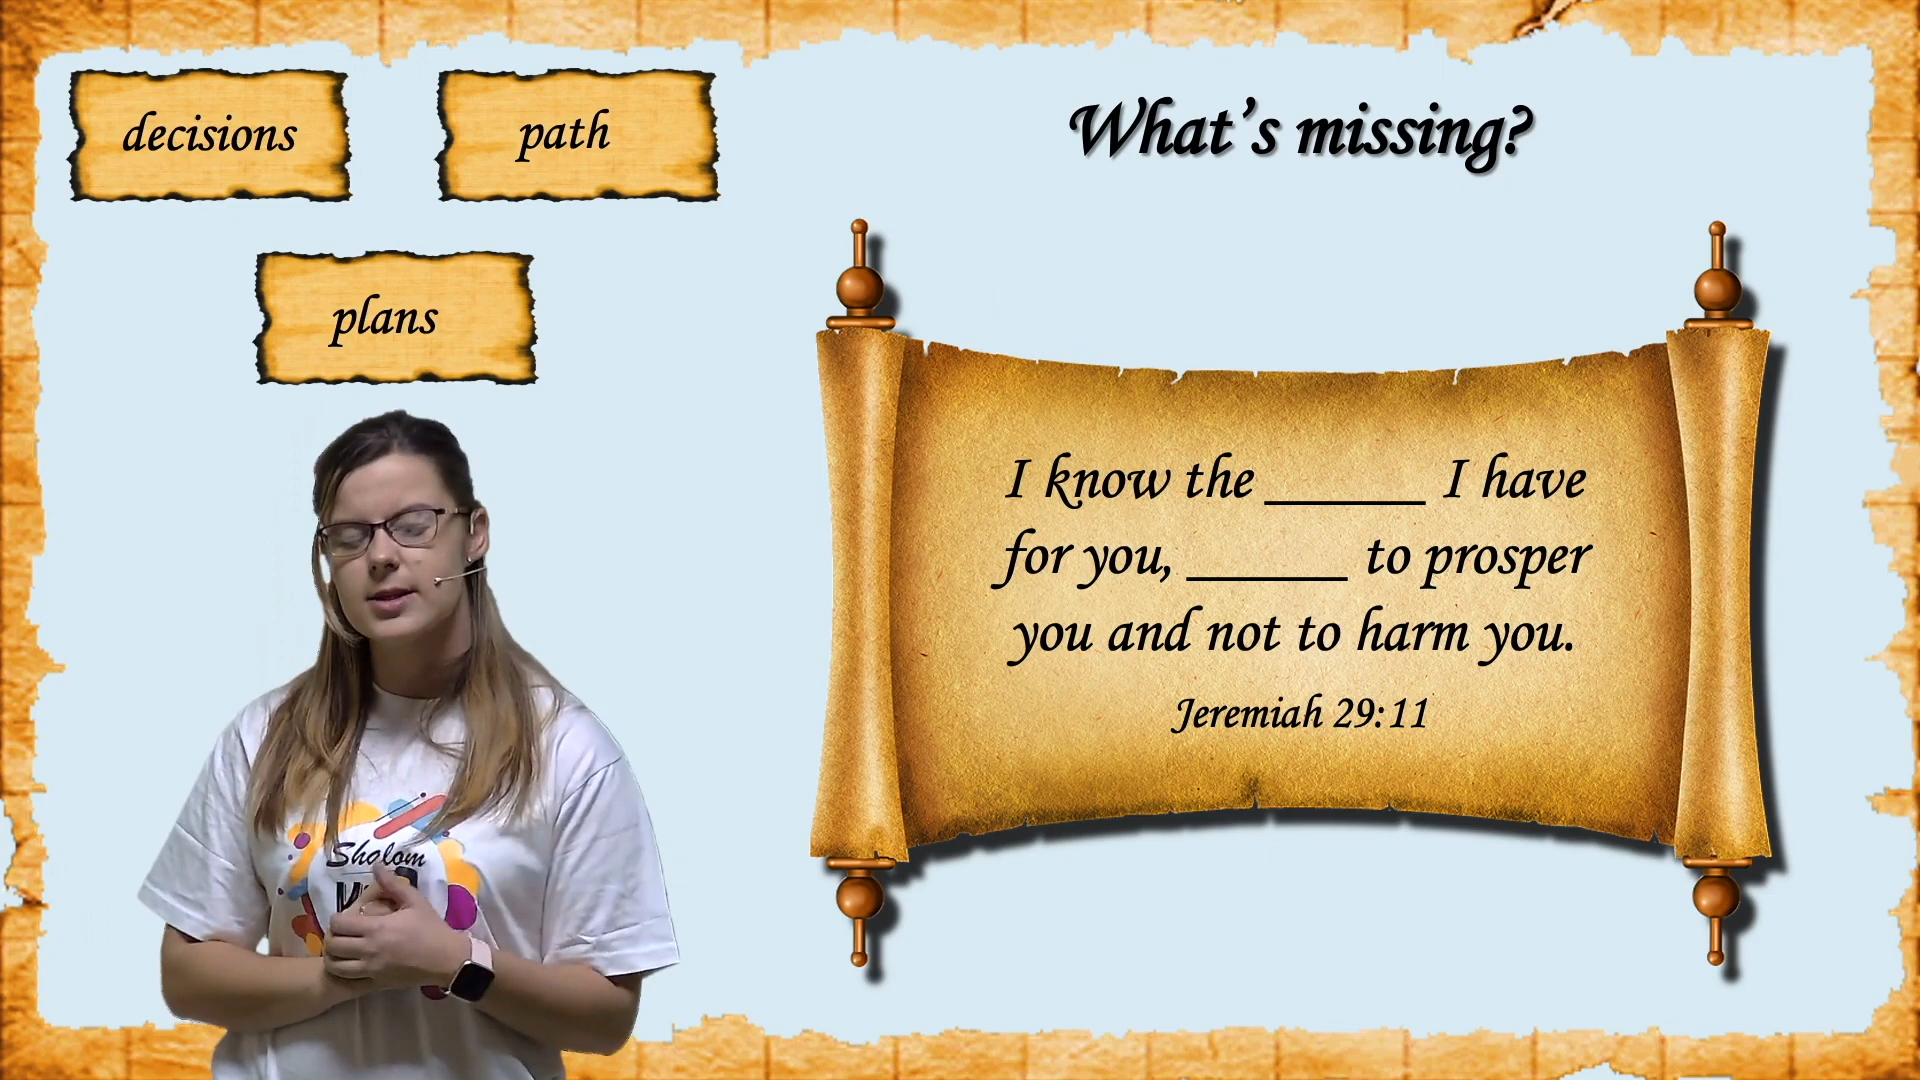 decisions
path
plans
What's missing?
I know the ______ I have
for you, ______ to prosper
you and not to harm you.
Jeremiah 29:11
Sholom